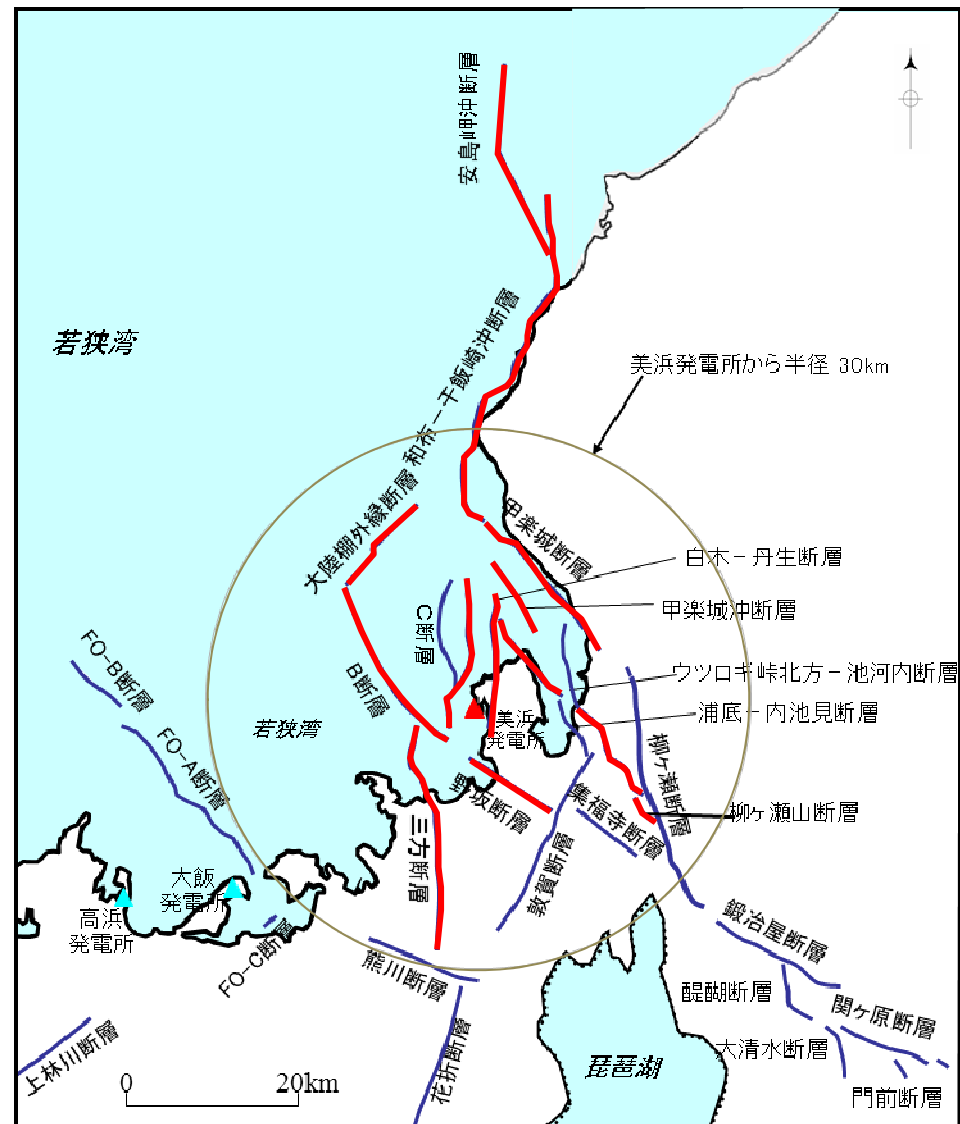 安島岬沖断層
若狭湾
和布－干飯崎沖断層
美浜発電所から半径 30km
大陸棚外縁断層
甲楽城断層
白木－丹生断層
甲楽城沖断層
C断層
FO-B断層
B断層
ウツロギ峠北方－池河内断層
浦底－内池見断層
美浜
発電所
若狭湾
FO-A断層
柳ヶ瀬断層
野坂断層
集福寺断層
柳ヶ瀬山断層
三方断層
敦賀断層
大飯
発電所
高浜
発電所
FO-C断層
熊川断層
鍛冶屋断層
醍醐断層
関ヶ原断層
大清水断層
上林川断層
花折断層
琵琶湖
門前断層
0 20km